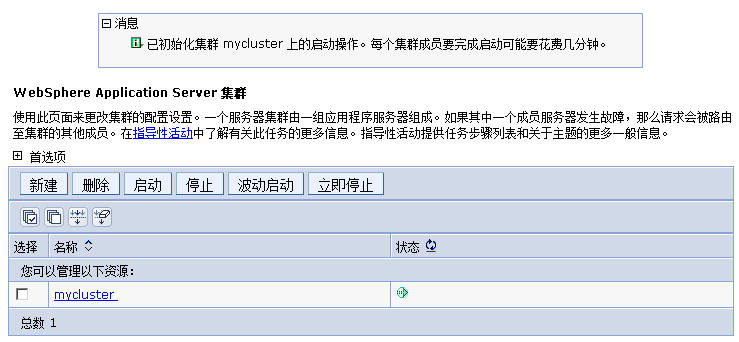 消息
已初始化集群 mycluster 上的启动操作。每个集群成员要完成启动可能要花费几分钟。
WebSphere Application Server 集群
使用此页面来更改集群的配置设置。一个服务器集群由一组应用程序服务器组成。如果其中一个成员服务器发生故障，那么请求会被路由
至集群的其他成员。在指导性活动中了解有关此任务的更多信息。指导性活动提供任务步骤列表和关于主题的更多一般信息。
首选项
新建 删除 启动 停止 波动启动 立即停止
选择 名称 状态
您可以管理以下资源:
mycluster
总数 1